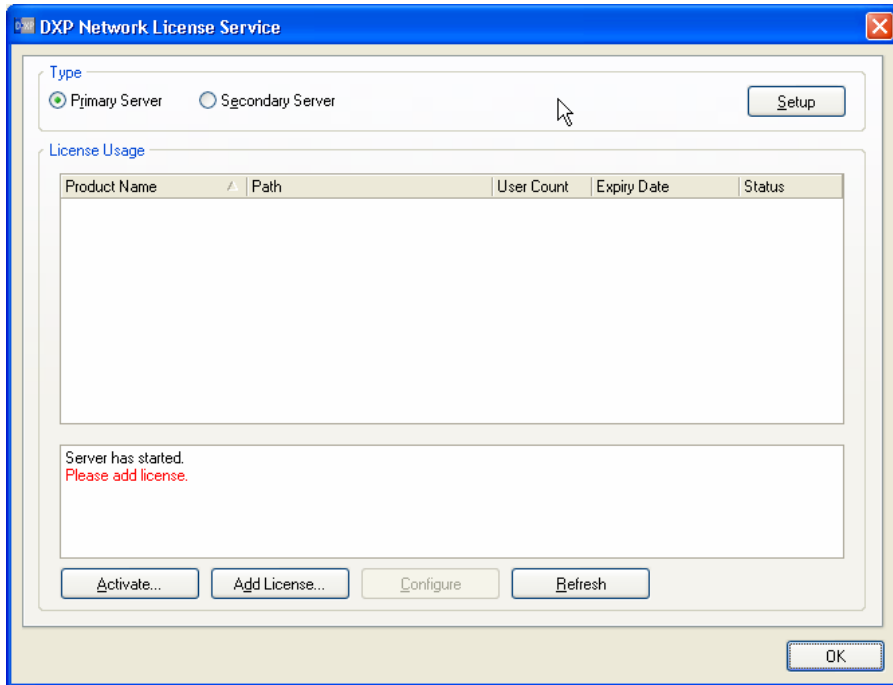 DXP DXP Network License Service
Type
Primary Server Secondary Server Setup
License Usage
Product Name Path User Count Expiry Date Status
Server has started.
Please add license.
Activate... Add License... Configure Refresh
OK